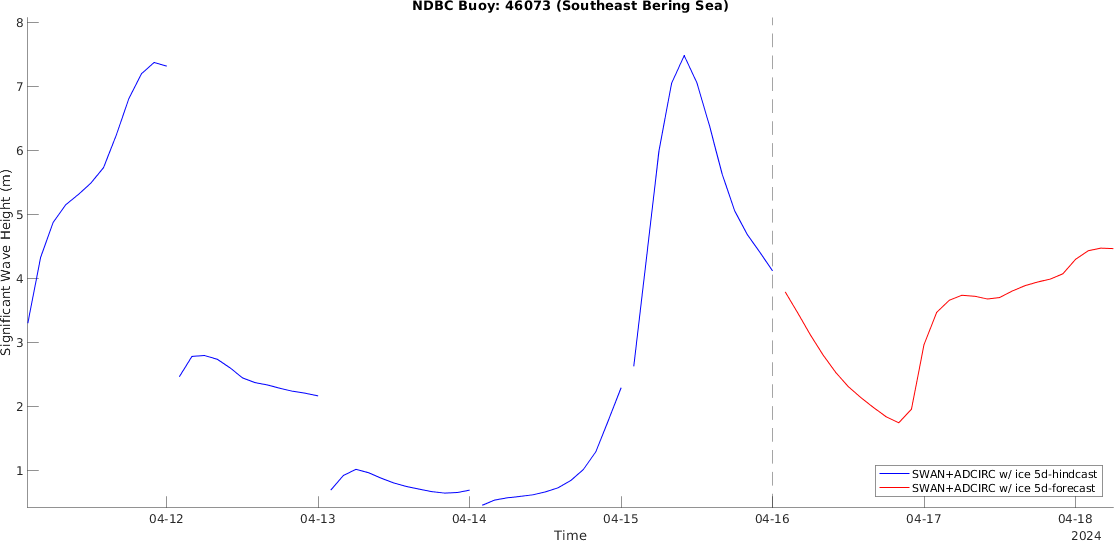 NDBC Buoy: 46073 (Southeast Bering Sea)
8
7
6
5
4
3
2
1
Significant Wave Height (m)
SWAN+ADCIRC w/ ice 5d-hindcast
SWAN+ADCIRC w/ ice 5d-forecast
04-12 04-13 04-14 04-15 04-16 04-17 04-18
Time
2024